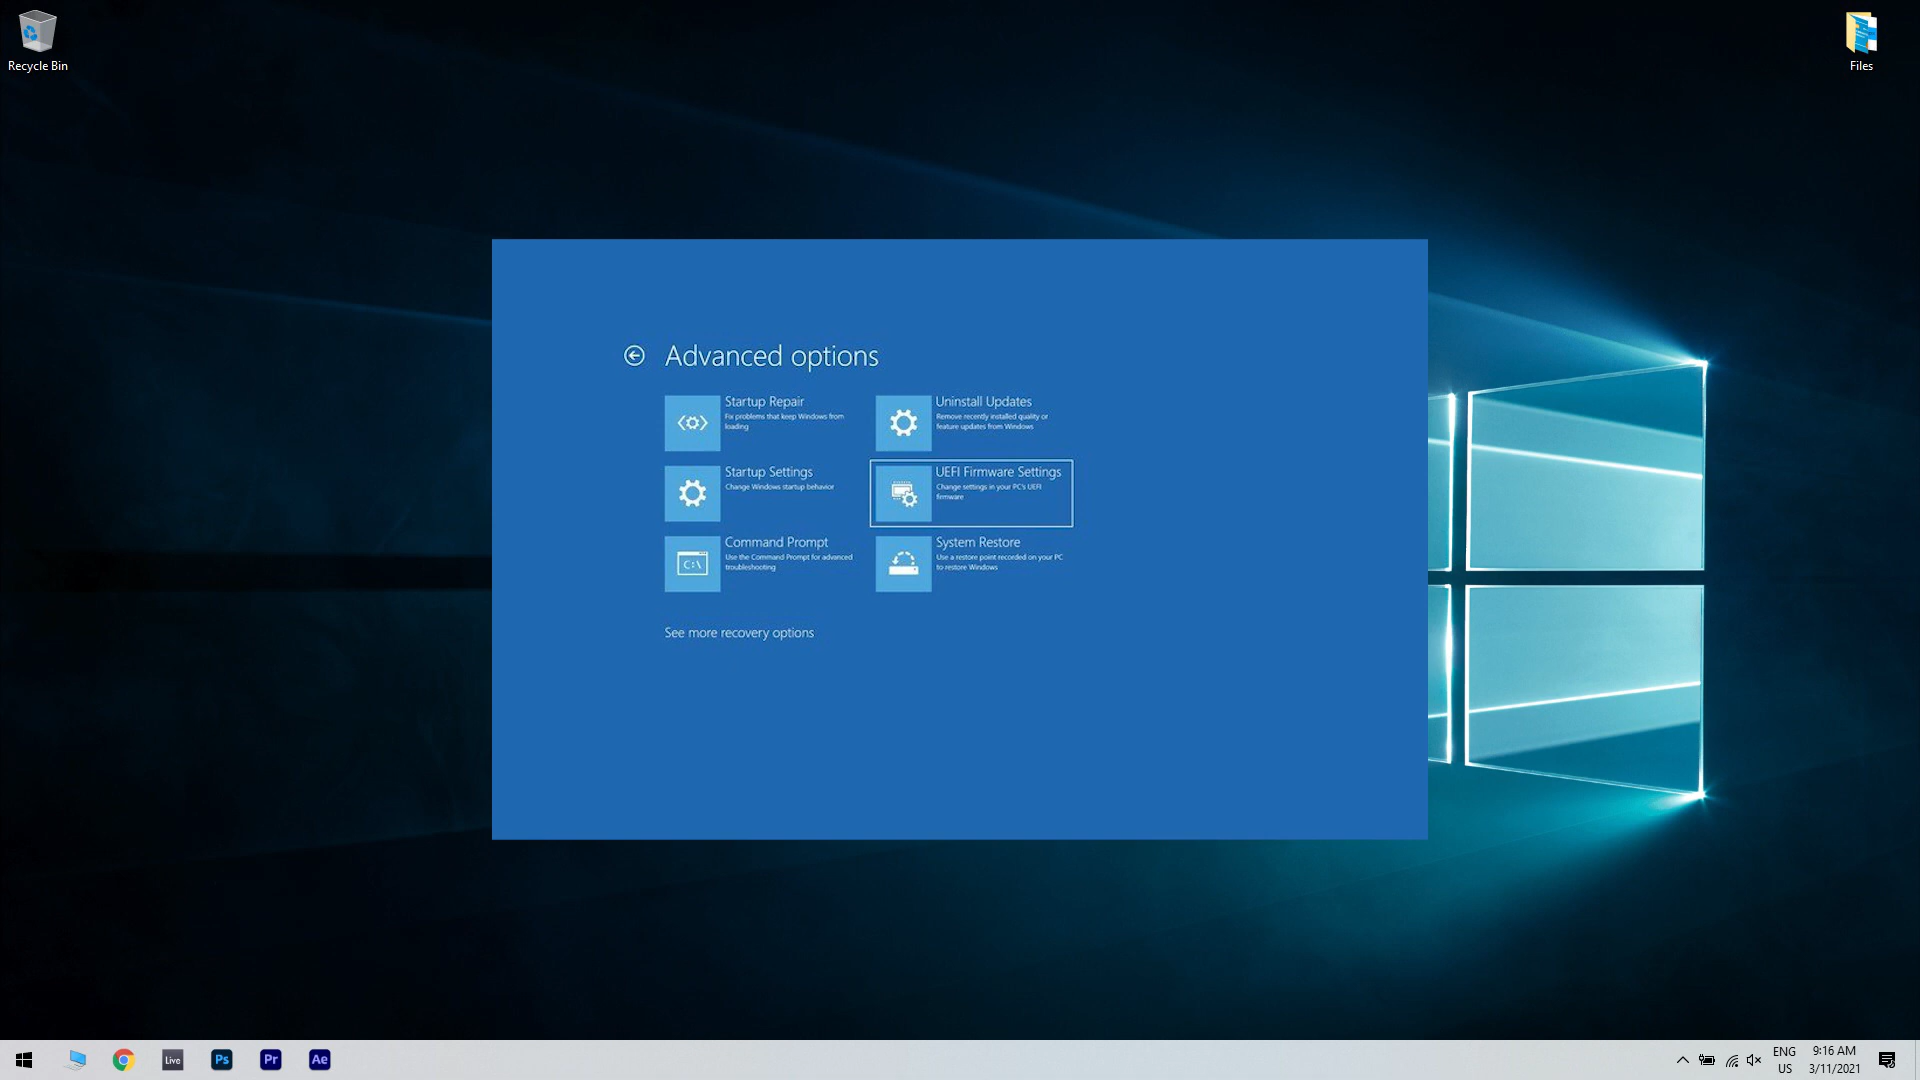 Recycle Bin
Files
Advanced options
Startup Repair
Fix problems that keep Windows from
loading
Uninstall Updates
Remove recently installed quality or
feature updates from Windows
Startup Settings
Change Windows startup behavior
UEFI Firmware Settings
Change settings in your PC's UEFI
firmware
Command Prompt
Use the Command Prompt for advanced
troubleshooting
C:\
System Restore
Use a restore point recorded on your PC
to restore Windows
See more recovery options
Live
Ps
Pr
Ae
ENG
US
9:16 AM
3/11/2021